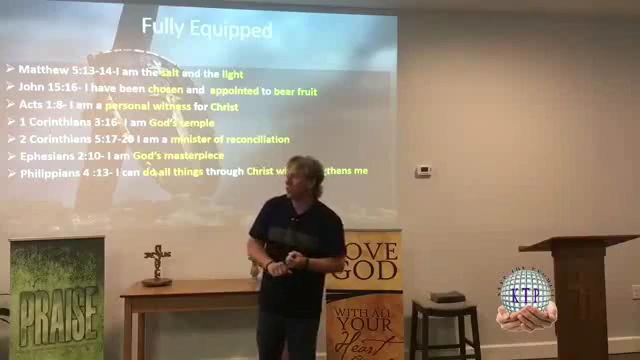 Fully Equipped
➢ Matthew 5:13-14-I am the salt and the light
➢ John 15:16- I have been chosen and appointed to bear fruit
➢ Acts 1:8- I am a personal witness for Christ
➢ 1 Corinthians 3:16- I am God's temple
➢ 2 Corinthians 5:17-20 I am a minister of reconciliation
➢ Ephesians 2:10- I am God's masterpiece
➢ Philippians 4 :13- I can do all things through Christ me
PRAISE
LOVE
GOD
WITH ALL
YOUR
Heart
KTP